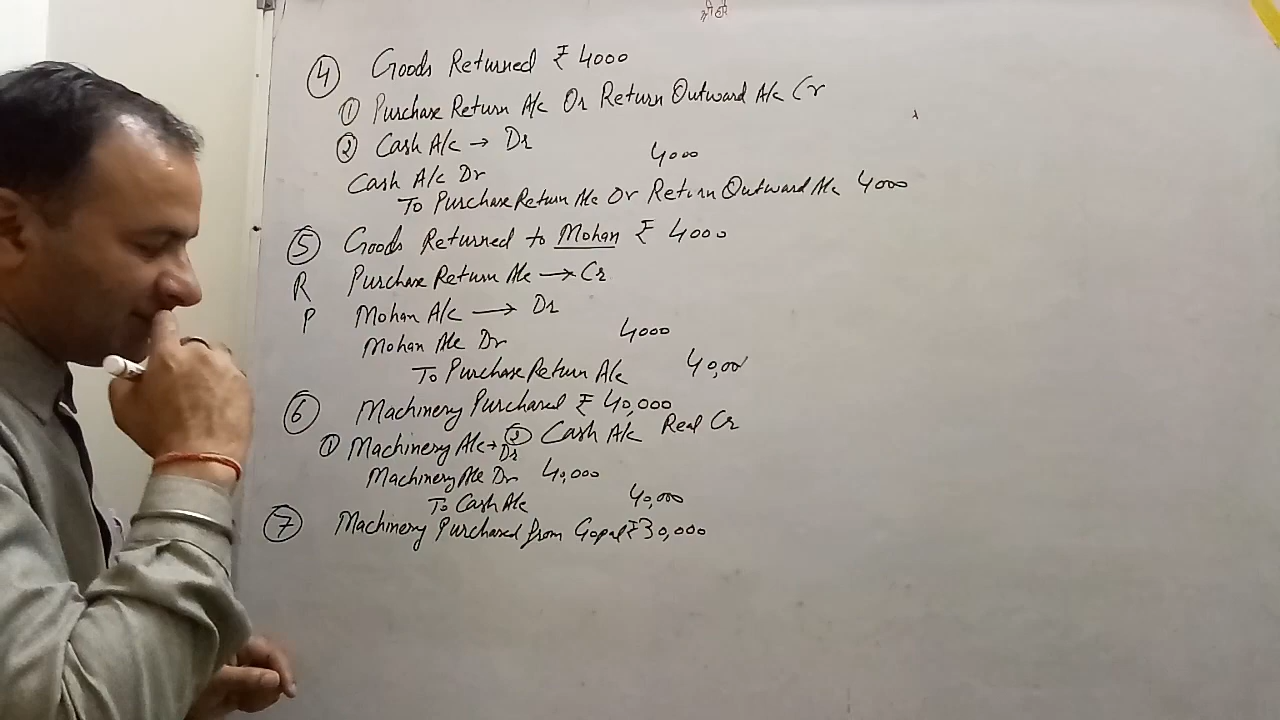 श्री हरि
④ Goods Returned ₹ 4000
① Purchase Return A/c Or Return Outward A/c Cr
② Cash A/c → Dr
Cash A/c Dr 4000
To Purchase Return A/c Or Return Outward A/c 4000
⑤ Goods Returned to Mohan ₹ 4000
R Purchase Return A/c → Cr
P Mohan A/c → Dr
Mohan A/c Dr 4000
To Purchase Return A/c 40,00
⑥ Machinery Purchased ₹ 40,000
① Machinery A/c → Dr ② Cash A/c Real Cr
Machinery A/c Dr 40,000
To Cash A/c 40,000
⑦ Machinery Purchased from Gopal ₹30,000